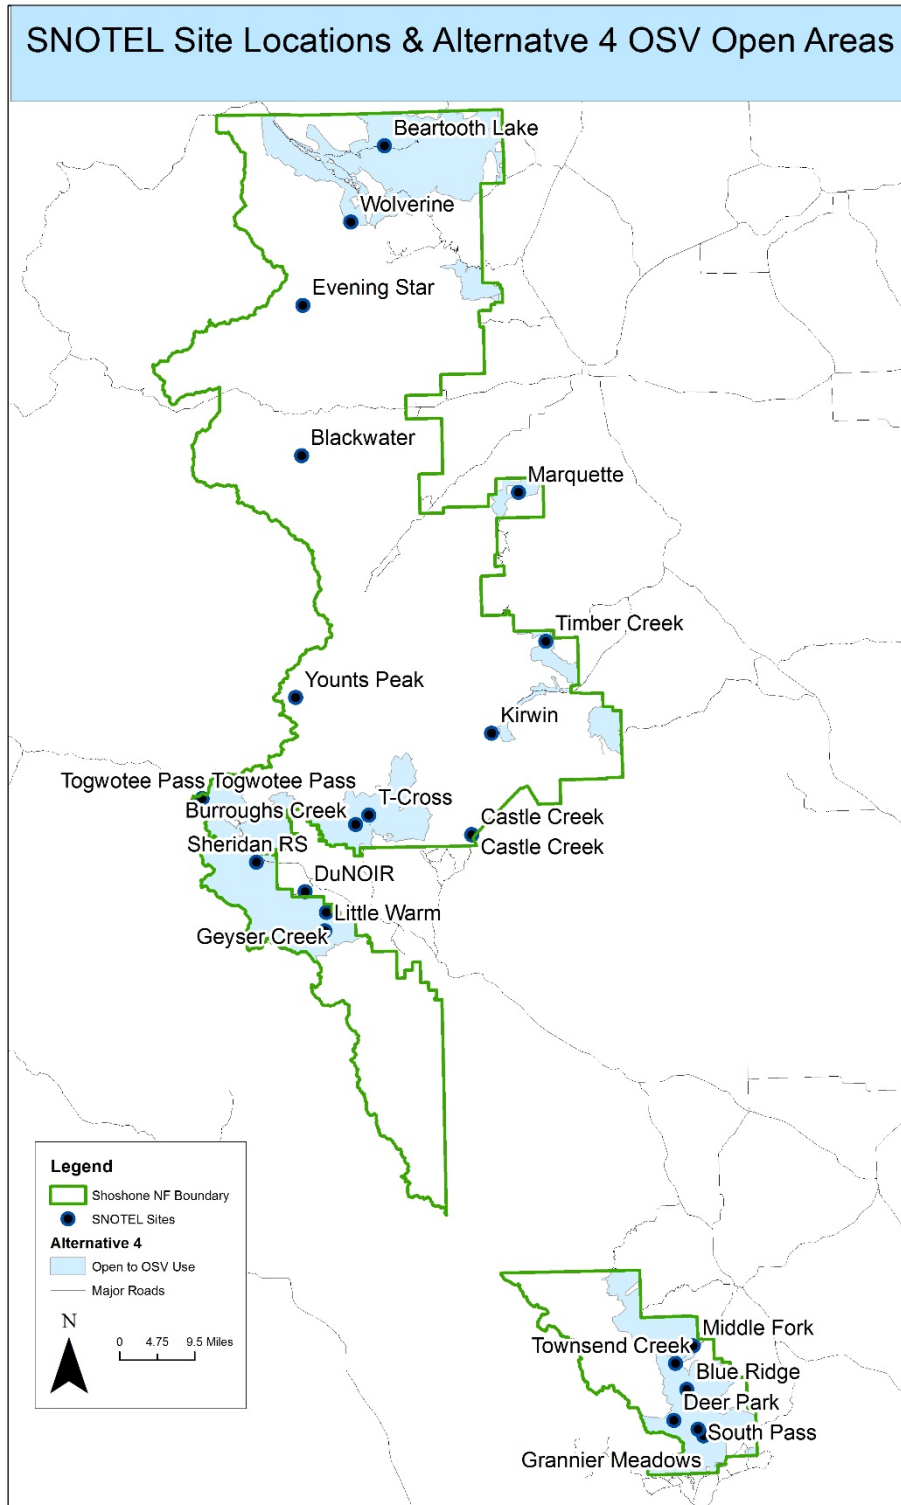 SNOTEL Site Locations & Alternatve 4 OSV Open Areas
Beartooth Lake
Wolverine
Evening Star
Blackwater
Marquette
Timber Creek
Younts Peak
Kirwin
Togwotee Pass Togwotee Pass
T-Cross
Burroughs Creek
Castle Creek
Sheridan RS
Castle Creek
DuNOIR
Little Warm
Geyser Creek
Legend
Shoshone NF Boundary
SNOTEL Sites
Alternative 4
Open to OSV Use
Major Roads
N
0 4.75 9.5 Miles
Middle Fork
Townsend Creek
Blue Ridge
Deer Park
South Pass
Grannier Meadows